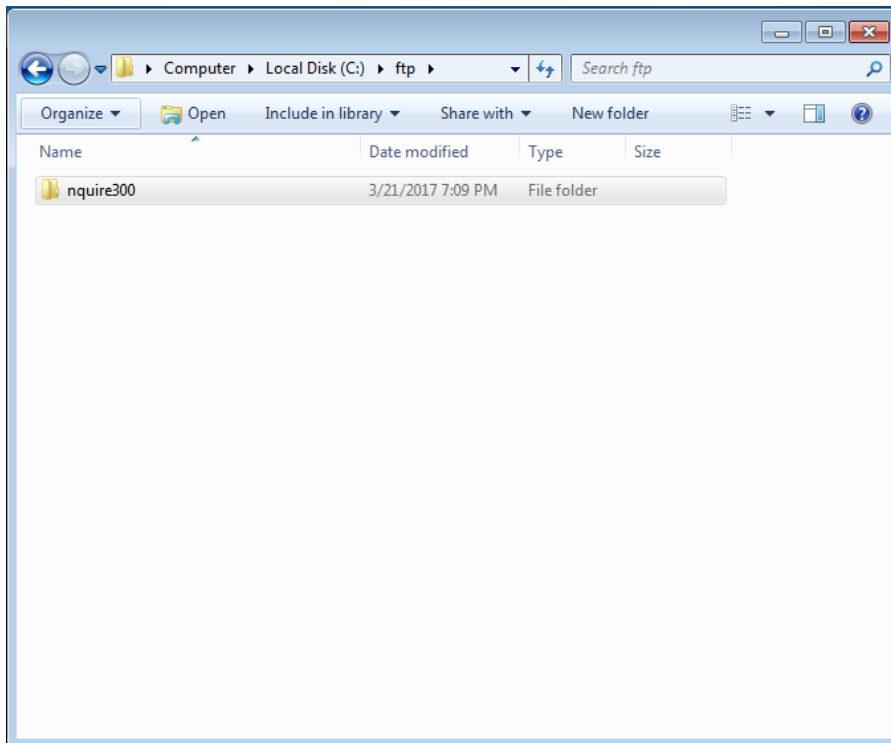 Computer Local Disk (C:) ftp Search ftp
Organize Open Include in library Share with New folder
Name Date modified Type Size
nquire300 3/21/2017 7:09 PM File folder